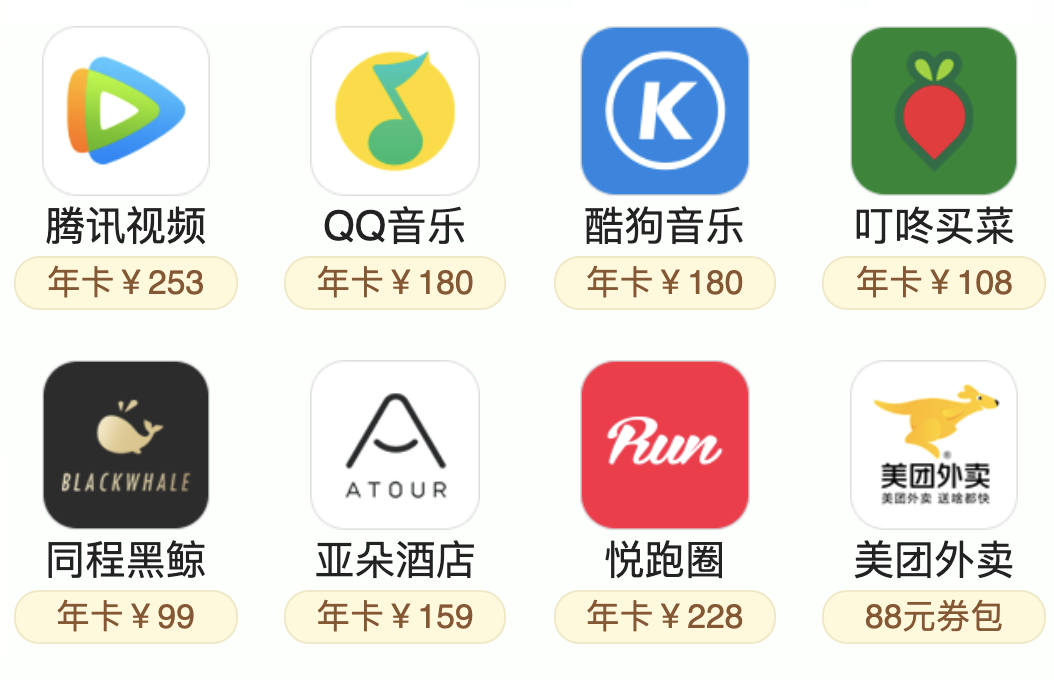 K
腾讯视频
QQ音乐
酷狗音乐
叮咚买菜
年卡¥253
年卡¥180
年卡¥180
年卡¥108
BLACKWHALE
ATOUR
Run
美团外卖
美团外卖 送啥都快
同程黑鲸
亚朵酒店
悦跑圈
美团外卖
年卡¥99
年卡¥159
年卡¥228
88元券包